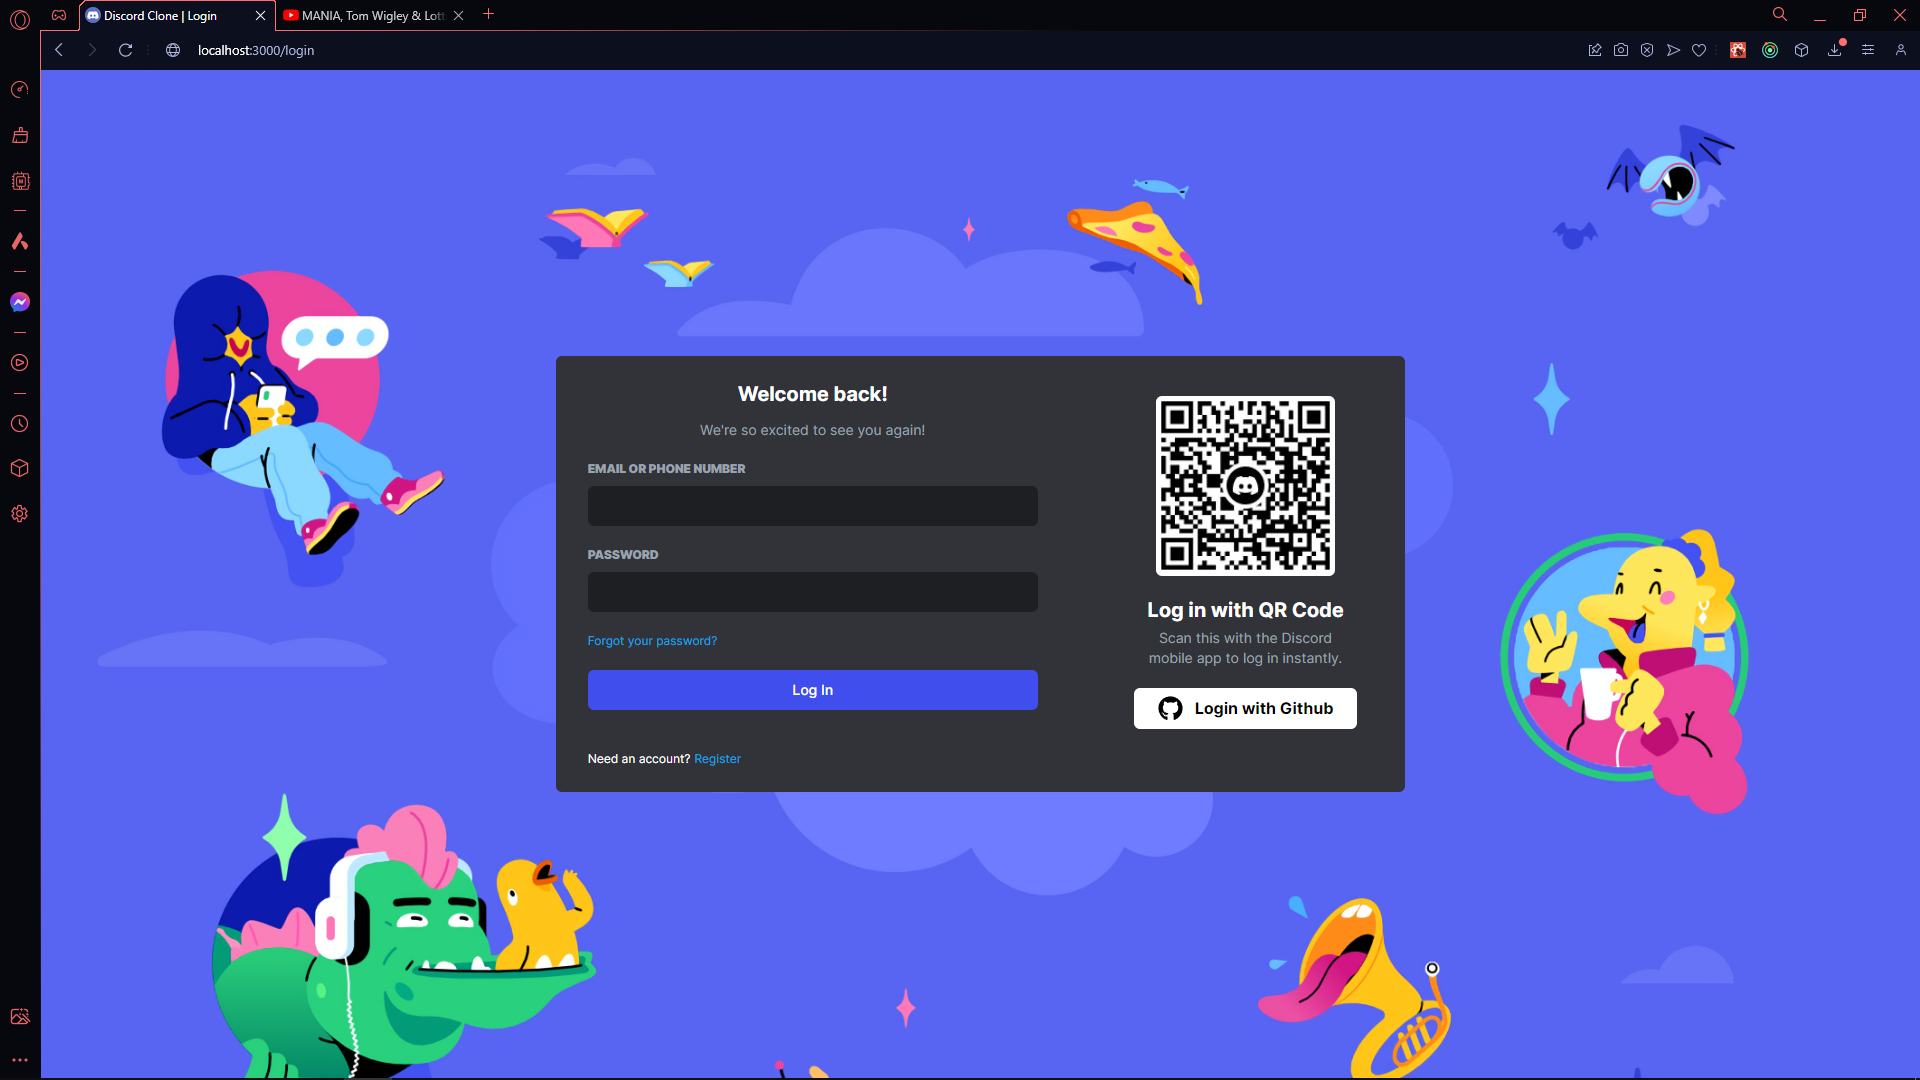 Discord Clone | Login
MANIA, Tom Wigley & Lott
localhost:3000/login
Welcome back!
We're so excited to see you again!
EMAIL OR PHONE NUMBER
PASSWORD
Forgot your password?
Log In
Need an account? Register
Log in with QR Code
Scan this with the Discord
mobile app to log in instantly.
Login with Github